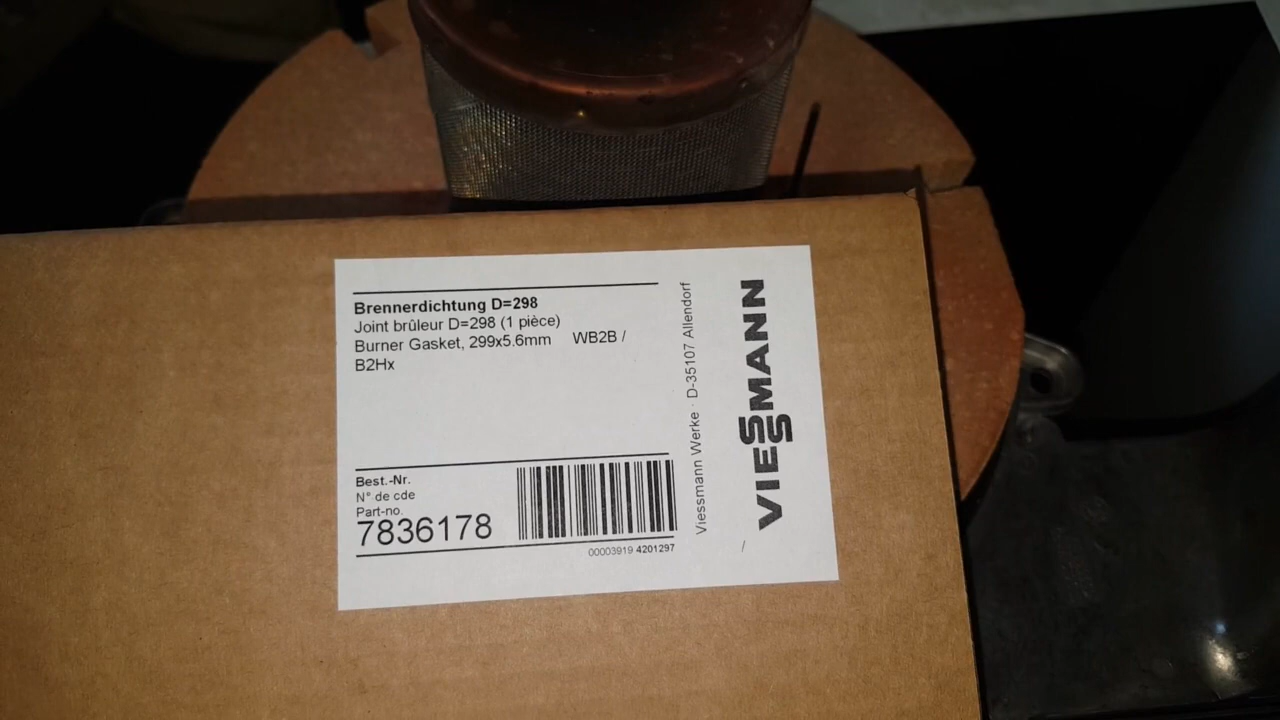 Brennerdichtung D=298
Joint brûleur D=298 (1 pièce)
Burner Gasket, 299x5.6mm WB2B /
B2Hx
Best.-Nr.
N° de cde
Part-no.
7836178
00003919 4201297
Viessmann Werke · D-35107 Allendorf
VIESSMANN
/